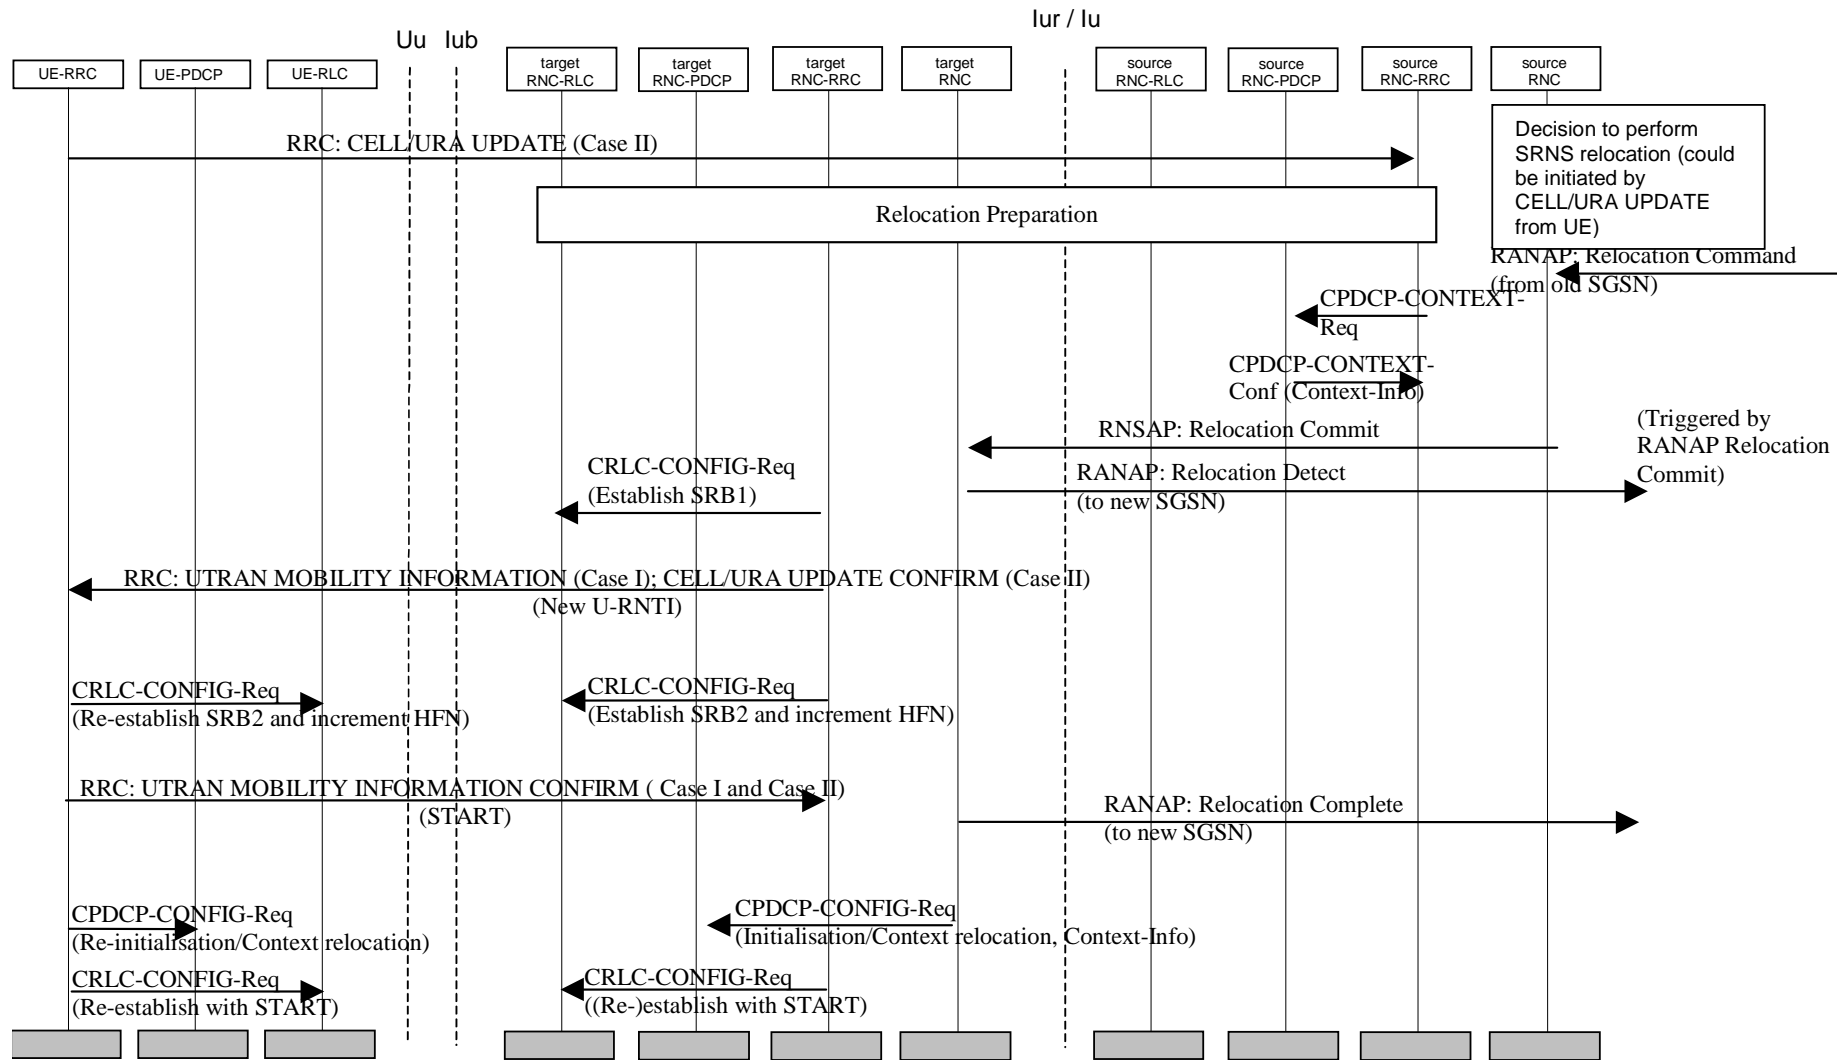 Iur / Iu
Uu Iub
UE-RRC
UE-PDCP
UE-RLC
target
RNC-RLC
target
RNC-PDCP
target
RNC-RRC
target
RNC
source
RNC-RLC
source
RNC-PDCP
source
RNC-RRC
source
RNC
RRC: CELL/URA UPDATE (Case II)
Decision to perform
SRNS relocation (could
be initiated by
CELL/URA UPDATE
from UE)
Relocation Preparation
RANAP: Relocation Command
(from old SGSN)
CPDCP-CONTEXT-
Req
CPDCP-CONTEXT-
Conf (Context-Info)
RNSAP: Relocation Commit
(Triggered by
RANAP Relocation
Commit)
CRLC-CONFIG-Req
(Establish SRB1)
RANAP: Relocation Detect
(to new SGSN)
RRC: UTRAN MOBILITY INFORMATION (Case I); CELL/URA UPDATE CONFIRM (Case II)
(New U-RNTI)
CRLC-CONFIG-Req
(Re-establish SRB2 and increment HFN)
CRLC-CONFIG-Req
(Establish SRB2 and increment HFN)
RRC: UTRAN MOBILITY INFORMATION CONFIRM ( Case I and Case II)
(START)
RANAP: Relocation Complete
(to new SGSN)
CPDCP-CONFIG-Req
(Re-initialisation/Context relocation)
CPDCP-CONFIG-Req
(Initialisation/Context relocation, Context-Info)
CRLC-CONFIG-Req
(Re-establish with START)
CRLC-CONFIG-Req
((Re-)establish with START)